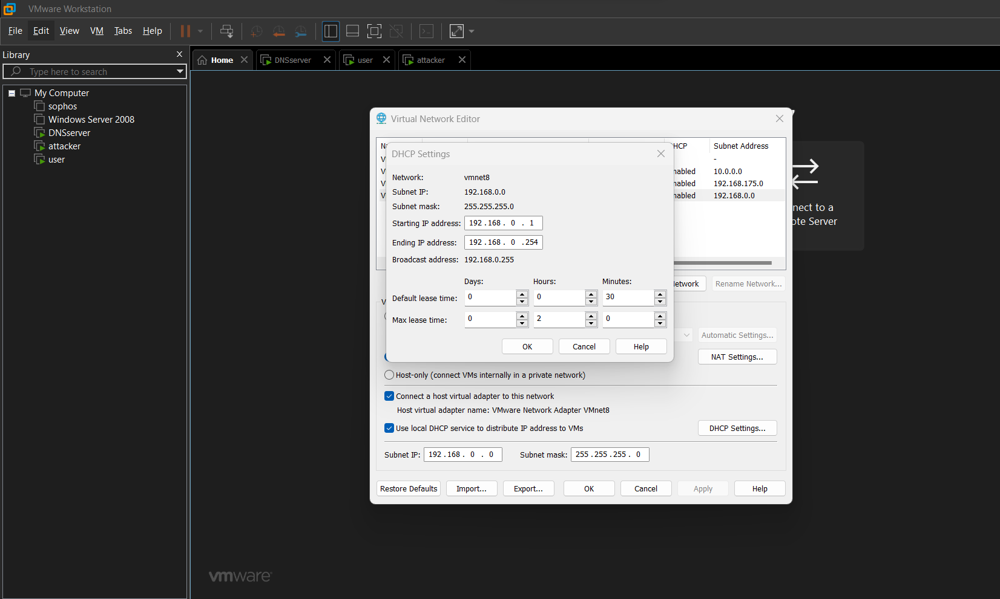 VMware Workstation
File Edit View VM Tabs Help
Library
Type here to search
My Computer
sophos
Windows Server 2008
DNSserver
attacker
user
Home DNSserver user attacker
Virtual Network Editor
HCP Subnet Address
-
nabled 10.0.0.0
nabled 192.168.175.0
nabled 192.168.0.0
DHCP Settings
Network: vmnet8
Subnet IP: 192.168.0.0
Subnet mask: 255.255.255.0
Starting IP address: 192 . 168 . 0 . 1
Ending IP address: 192 . 168 . 0 . 254
Broadcast address: 192.168.0.255
Days: Hours: Minutes:
Default lease time: 0 0 30
Max lease time: 0 2 0
OK Cancel Help
nect to a
ote Server
etwork Rename Network...
Automatic Settings...
NAT Settings...
Host-only (connect VMs internally in a private network)
Connect a host virtual adapter to this network
Host virtual adapter name: VMware Network Adapter VMnet8
Use local DHCP service to distribute IP address to VMs DHCP Settings...
Subnet IP: 192 . 168 . 0 . 0 Subnet mask: 255 . 255 . 255 . 0
Restore Defaults Import... Export... OK Cancel Apply Help
vmware